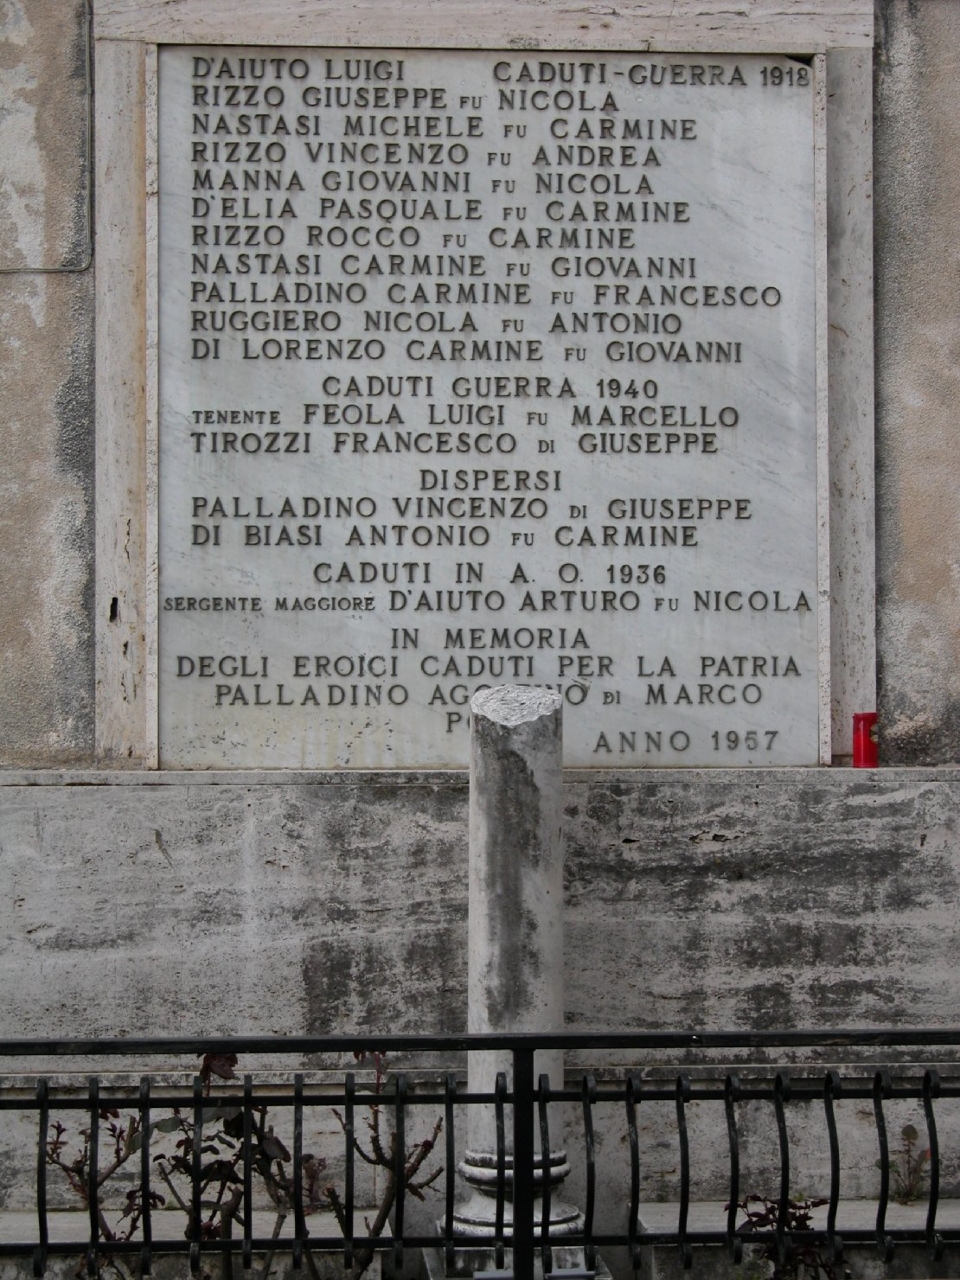 D'AIUTO LUIGI CADUTI-GUERRA 1918
RIZZO GIUSEPPE FU NICOLA
NASTASI MICHELE FU CARMINE
RIZZO VINCENZO FU ANDREA
MANNA GIOVANNI FU NICOLA
D'ELIA PASQUALE FU CARMINE
RIZZO ROCCO FU CARMINE
NASTASI CARMINE FU GIOVANNI
PALLADINO CARMINE FU FRANCESCO
RUGGIERO NICOLA FU ANTONIO
DI LORENZO CARMINE FU GIOVANNI
CADUTI GUERRA 1940
TENENTE FEOLA LUIGI FU MARCELLO
TIROZZI FRANCESCO DI GIUSEPPE
DISPERSI
PALLADINO VINCENZO DI GIUSEPPE
DI BIASI ANTONIO FU CARMINE
CADUTI IN A. O. 1936
SERGENTE MAGGIORE D'AIUTO ARTURO FU NICOLA
IN MEMORIA
DEGLI EROICI CADUTI PER LA PATRIA
PALLADINO DI MARCO
ANNO 1957